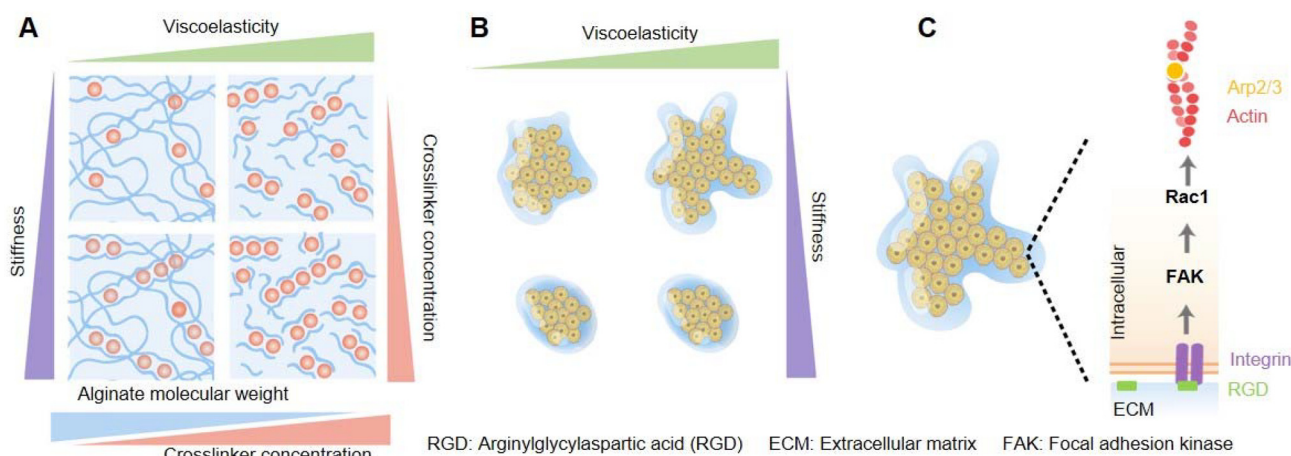 A
Viscoelasticity
Stiffness
Crosslinker concentration
Alginate molecular weight
Crosslinker concentration
B
Viscoelasticity
Stiffness
C
Arp2/3
Actin
Rac1
FAK
Intracellular
Integrin
RGD
ECM
RGD: Arginylglycylaspartic acid (RGD) ECM: Extracellular matrix FAK: Focal adhesion kinase